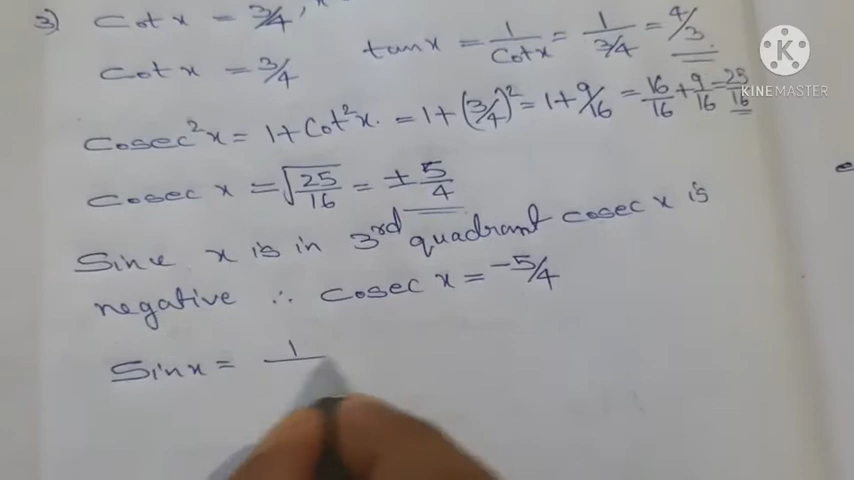 3) Cot x = 3/4,
Cot x = 3/4 tan x = 1/Cot x = 1/3/4 = 4/3
Cosec²x = 1 + Cot²x. = 1 + (3/4)² = 1 + 9/16 = 16/16 + 9/16 = 25/16
Cosec x = √25/16 = ± 5/4
Since x is in 3rd quadrant cosec x is
negative ∴ Cosec x = -5/4
Sin x = 1
K
KINEMASTER